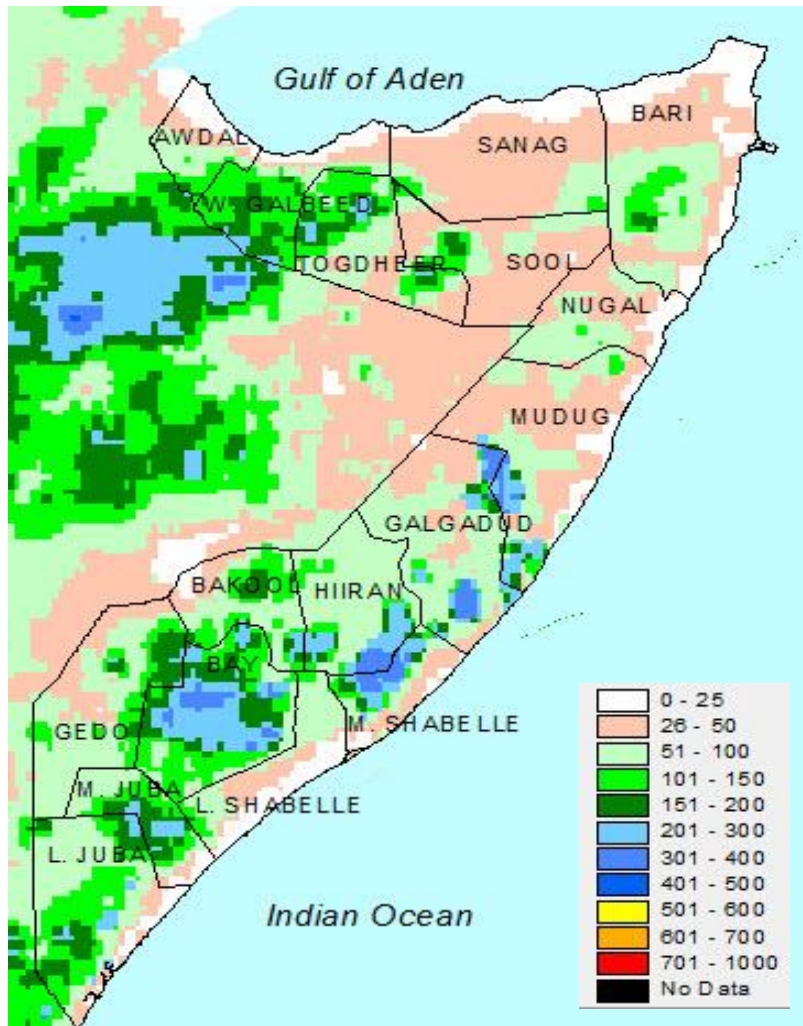 Gulf of Aden
BARI
AWDAL
SANAG
W. GALBEED
TOGDHEER
SOOL
NUGAL
MUDUG
GALGADUD
BAKOOL
HIIRAN
BAY
GEDO
M. SHABELLE
M. JUBA
L. SHABELLE
L. JUBA
Indian Ocean
0 - 25
26 - 50
51 - 100
101 - 150
151 - 200
201 - 300
301 - 400
401 - 500
501 - 600
601 - 700
701 - 1000
No Data